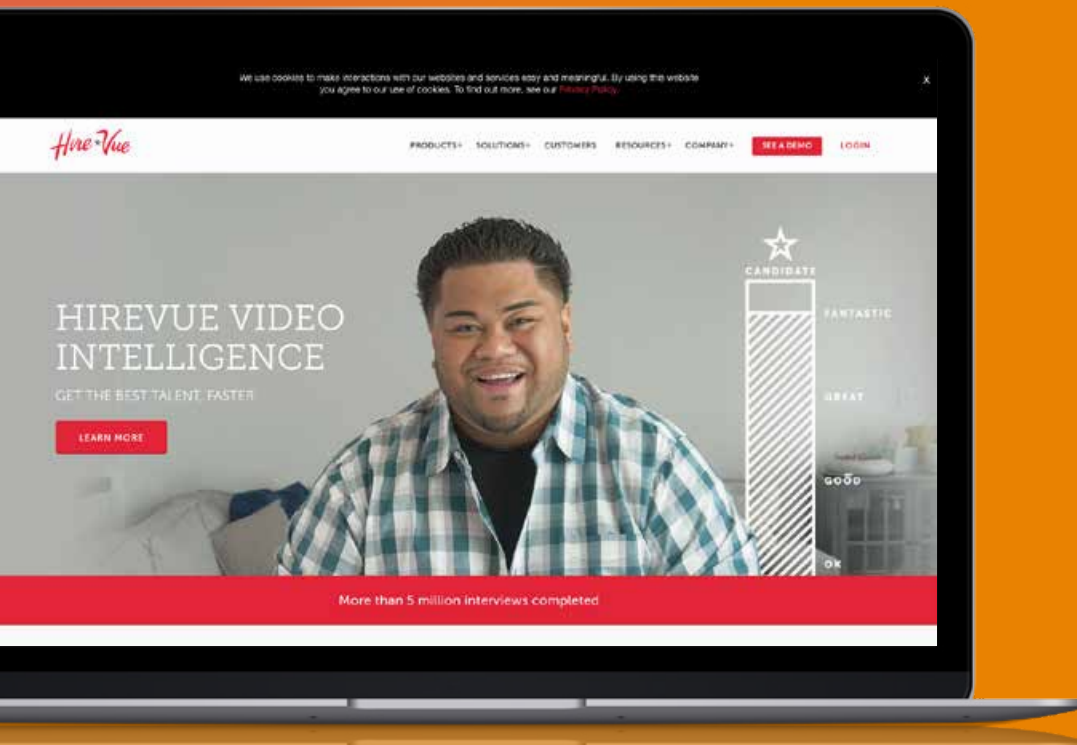 We use cookies to make interactions with our websites and services easy and meaningful. By using this website
you agree to our use of cookies. To find out more, see our Privacy Policy.
X
Hire Vue
PRODUCTS+ SOLUTIONS+ CUSTOMERS RESOURCES+ COMPANY+ SEE A DEMO LOGIN
HIREVUE VIDEO
INTELLIGENCE
GET THE BEST TALENT, FASTER
LEARN MORE
CANDIDATE
FANTASTIC
GREAT
GOOD
OK
More than 5 million interviews completed